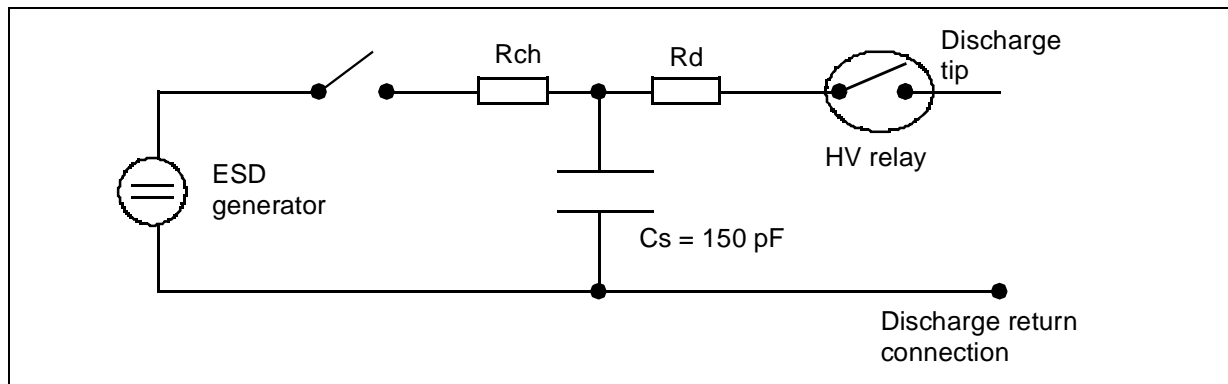 Rch
Rd
Discharge
tip
HV relay
ESD
generator
Cs = 150 pF
Discharge return
connection